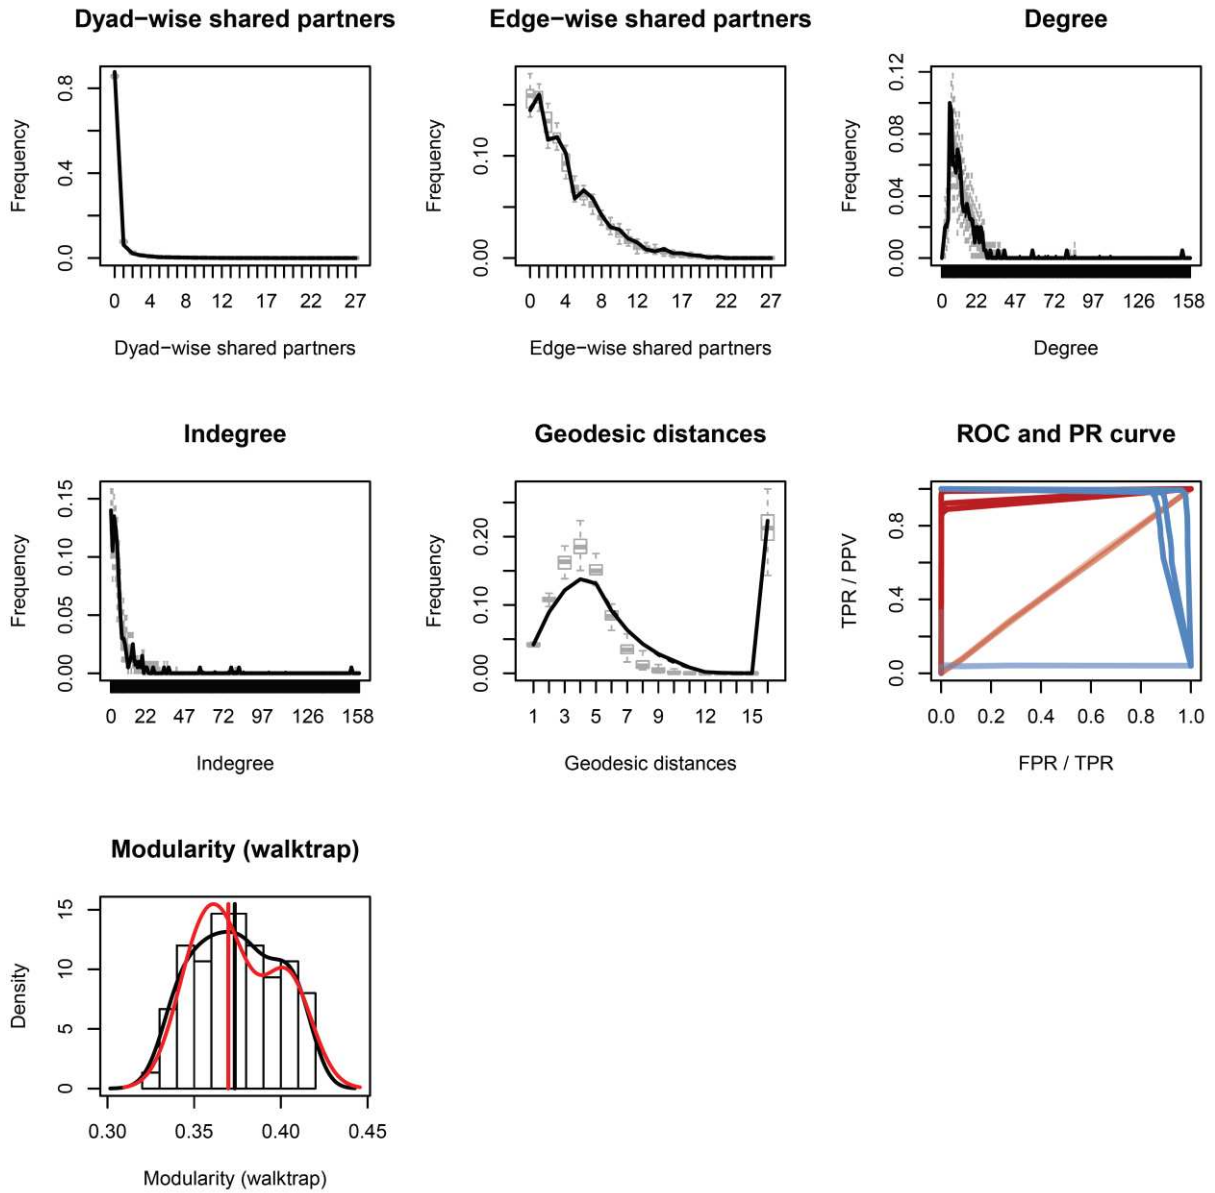 Dyad−wise shared partners
Frequency
0.0 0.4 0.8
0 4 8 12 17 22 27
Dyad−wise shared partners
Edge−wise shared partners
Frequency
0.00 0.10
0 4 8 12 17 22 27
Edge−wise shared partners
Degree
Frequency
0.00 0.04 0.08 0.12
0 22 47 72 97 126 158
Degree
Indegree
Frequency
0.00 0.05 0.10 0.15
0 22 47 72 97 126 158
Indegree
Geodesic distances
Frequency
0.00 0.10 0.20
1 3 5 7 9 12 15
Geodesic distances
ROC and PR curve
TPR / PPV
0.0 0.4 0.8
0.0 0.2 0.4 0.6 0.8 1.0
FPR / TPR
Modularity (walktrap)
Density
0 5 10 15
0.30 0.35 0.40 0.45
Modularity (walktrap)